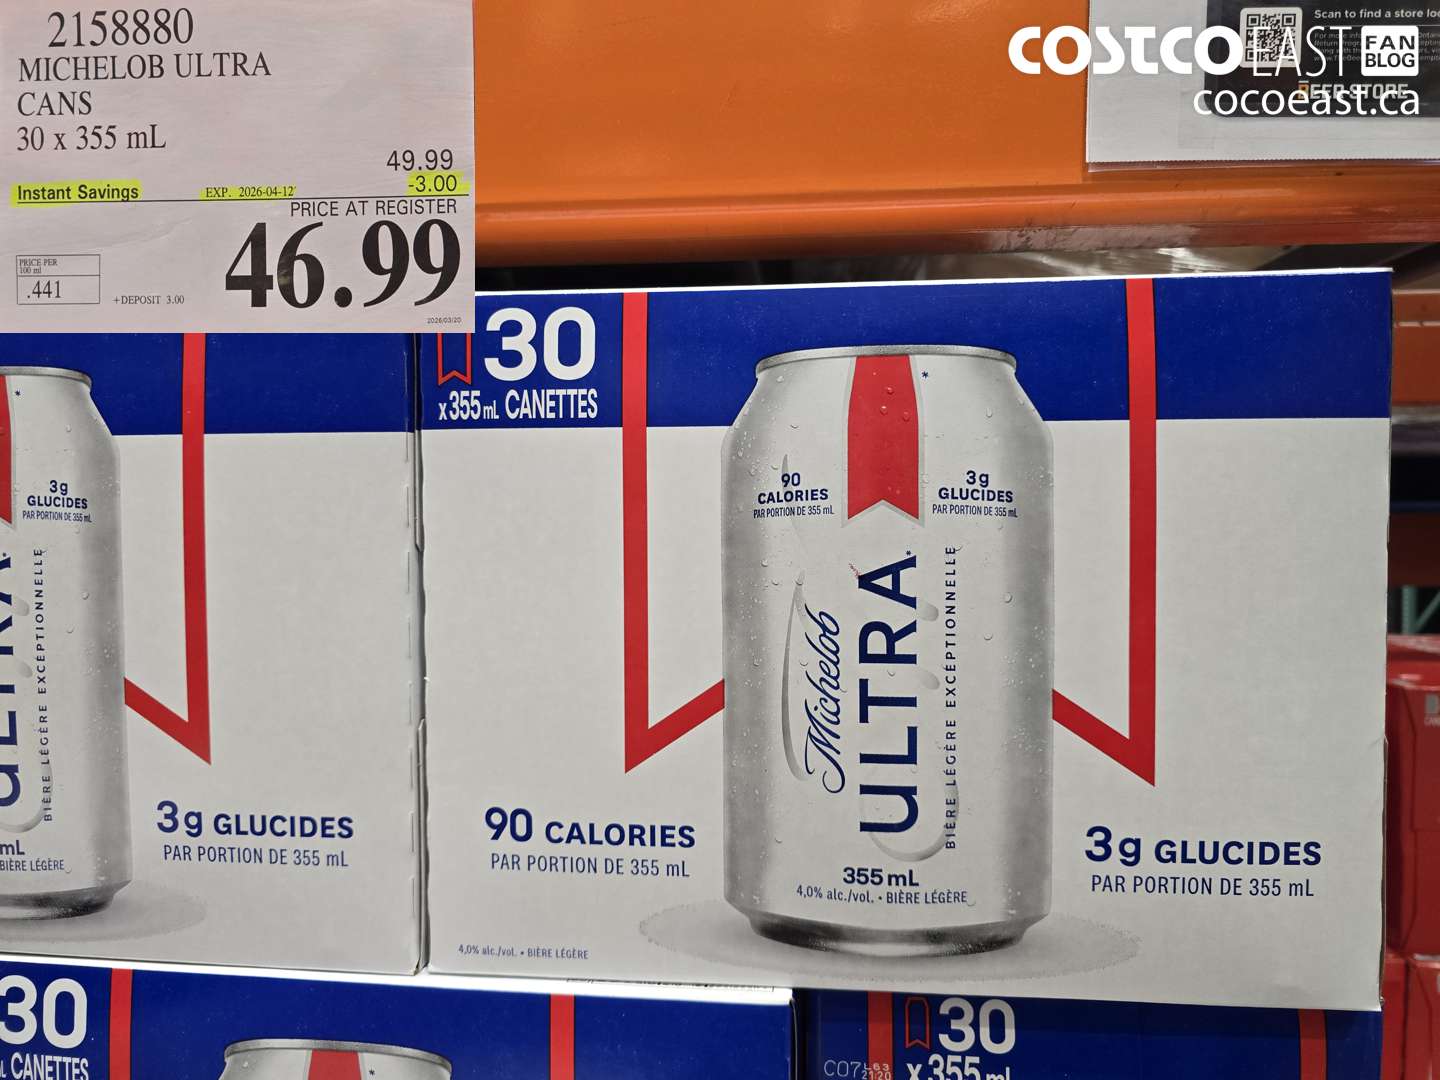 2158880
MICHELOB ULTRA
CANS
30 x 355 mL
49.99
Instant Savings EXP. 2026-04-12 -3.00
PRICE AT REGISTER
46.99
PRICE PER
100 ml
.441
+DEPOSIT 3.00
2026/03/20
Scan to find a store
COSTCO EAST FAN BLOG
BEER STORE
cocoeast.ca
30
x 355 mL CANETTES
*
90
CALORIES
PAR PORTION DE 355 mL
3g
GLUCIDES
PAR PORTION DE 355 mL
Michelob
ULTRA*
BIÈRE LÉGÈRE EXCEPTIONNELLE
355 mL
4,0% alc./vol. • BIÈRE LÉGÈRE
90 CALORIES
PAR PORTION DE 355 mL
3g GLUCIDES
PAR PORTION DE 355 mL
4,0% alc./vol. • BIÈRE LÉGÈRE
*
3g
GLUCIDES
PAR PORTION DE 355 mL
BIÈRE LÉGÈRE EXCEPTIONNELLE
mL
BIÈRE LÉGÈRE
3g GLUCIDES
PAR PORTION DE 355 mL
30
CANETTES
*
30
x 355 mL